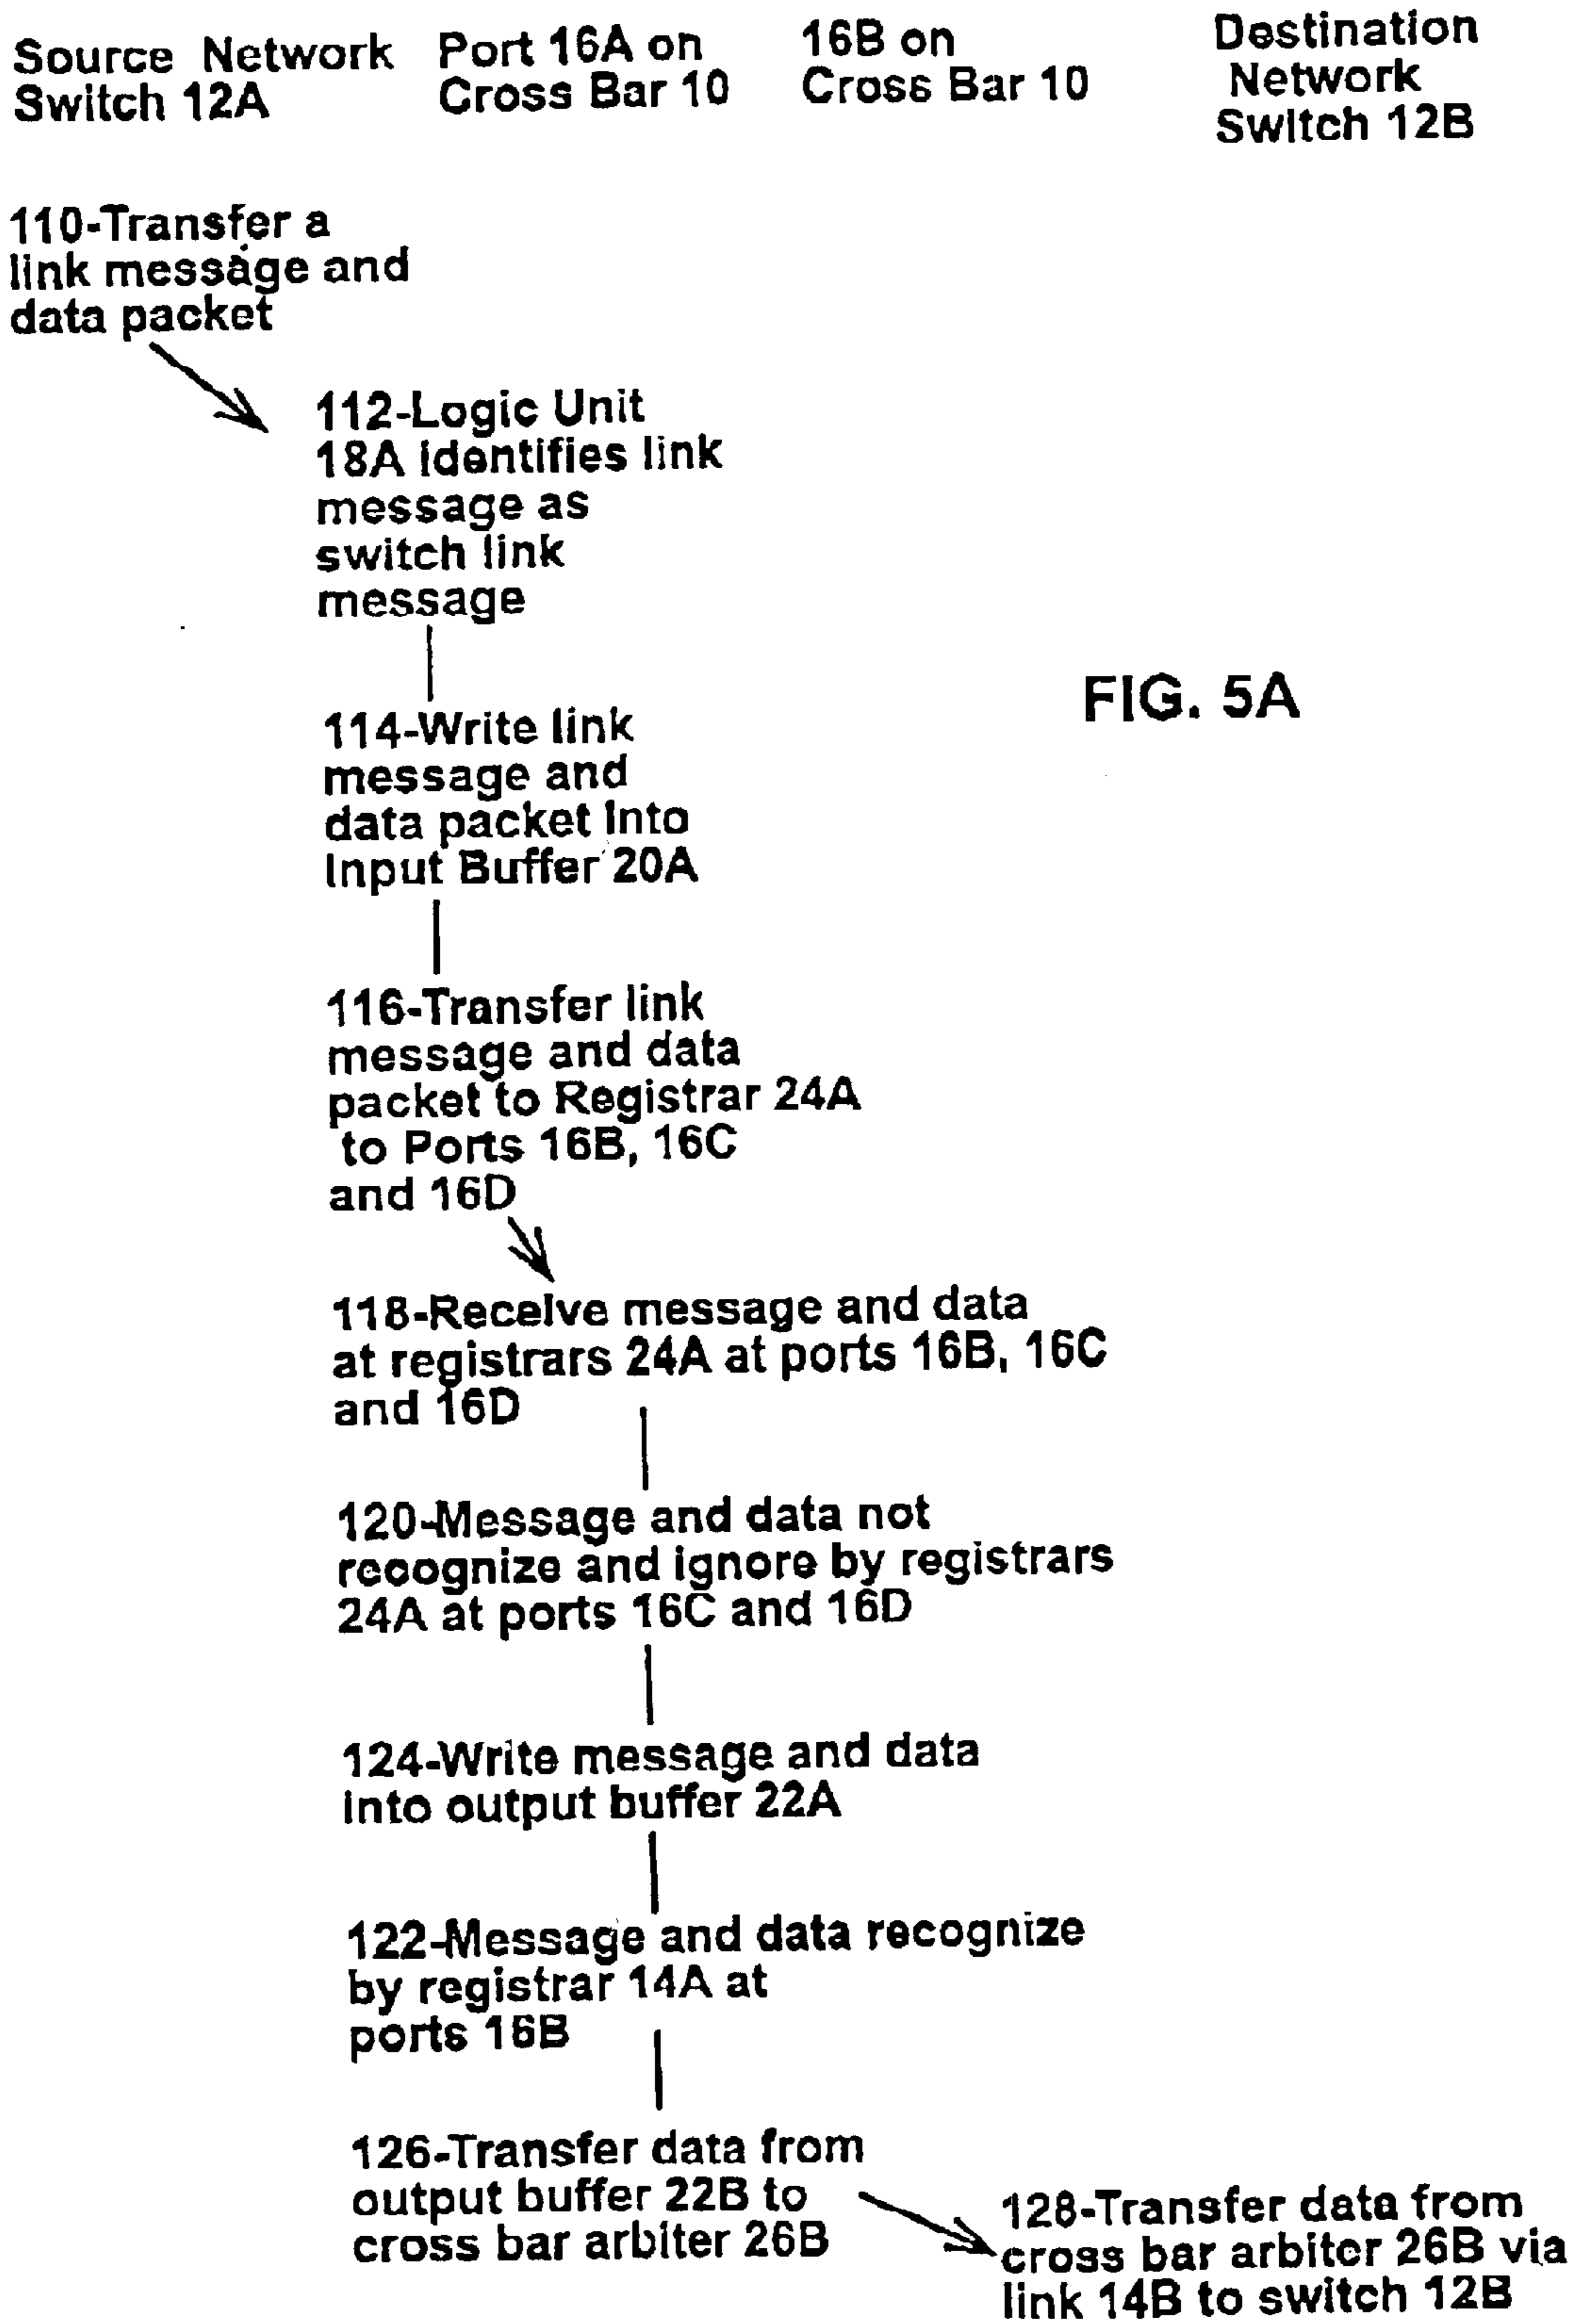 Source Network
Switch 12A
Port 16A on
Cross Bar 10
16B on
Cross Bar 10
Destination
Network
Switch 12B
110-Transfer a
link message and
data packet
112-Logic Unit
18A identifies link
message as
switch link
message
FIG. 5A
114-Write link
message and
data packet into
Input Buffer 20A
116-Transfer link
message and data
packet to Registrar 24A
to Ports 16B, 16C
and 16D
118-Receive message and data
at registrars 24A at ports 16B, 16C
and 16D
120-Message and data not
recognize and ignore by registrars
24A at ports 16C and 16D
124-Write message and data
into output buffer 22A
122-Message and data recognize
by registrar 14A at
ports 16B
126-Transfer data from
output buffer 22B to
cross bar arbiter 26B
128-Transfer data from
cross bar arbiter 26B via
link 14B to switch 12B